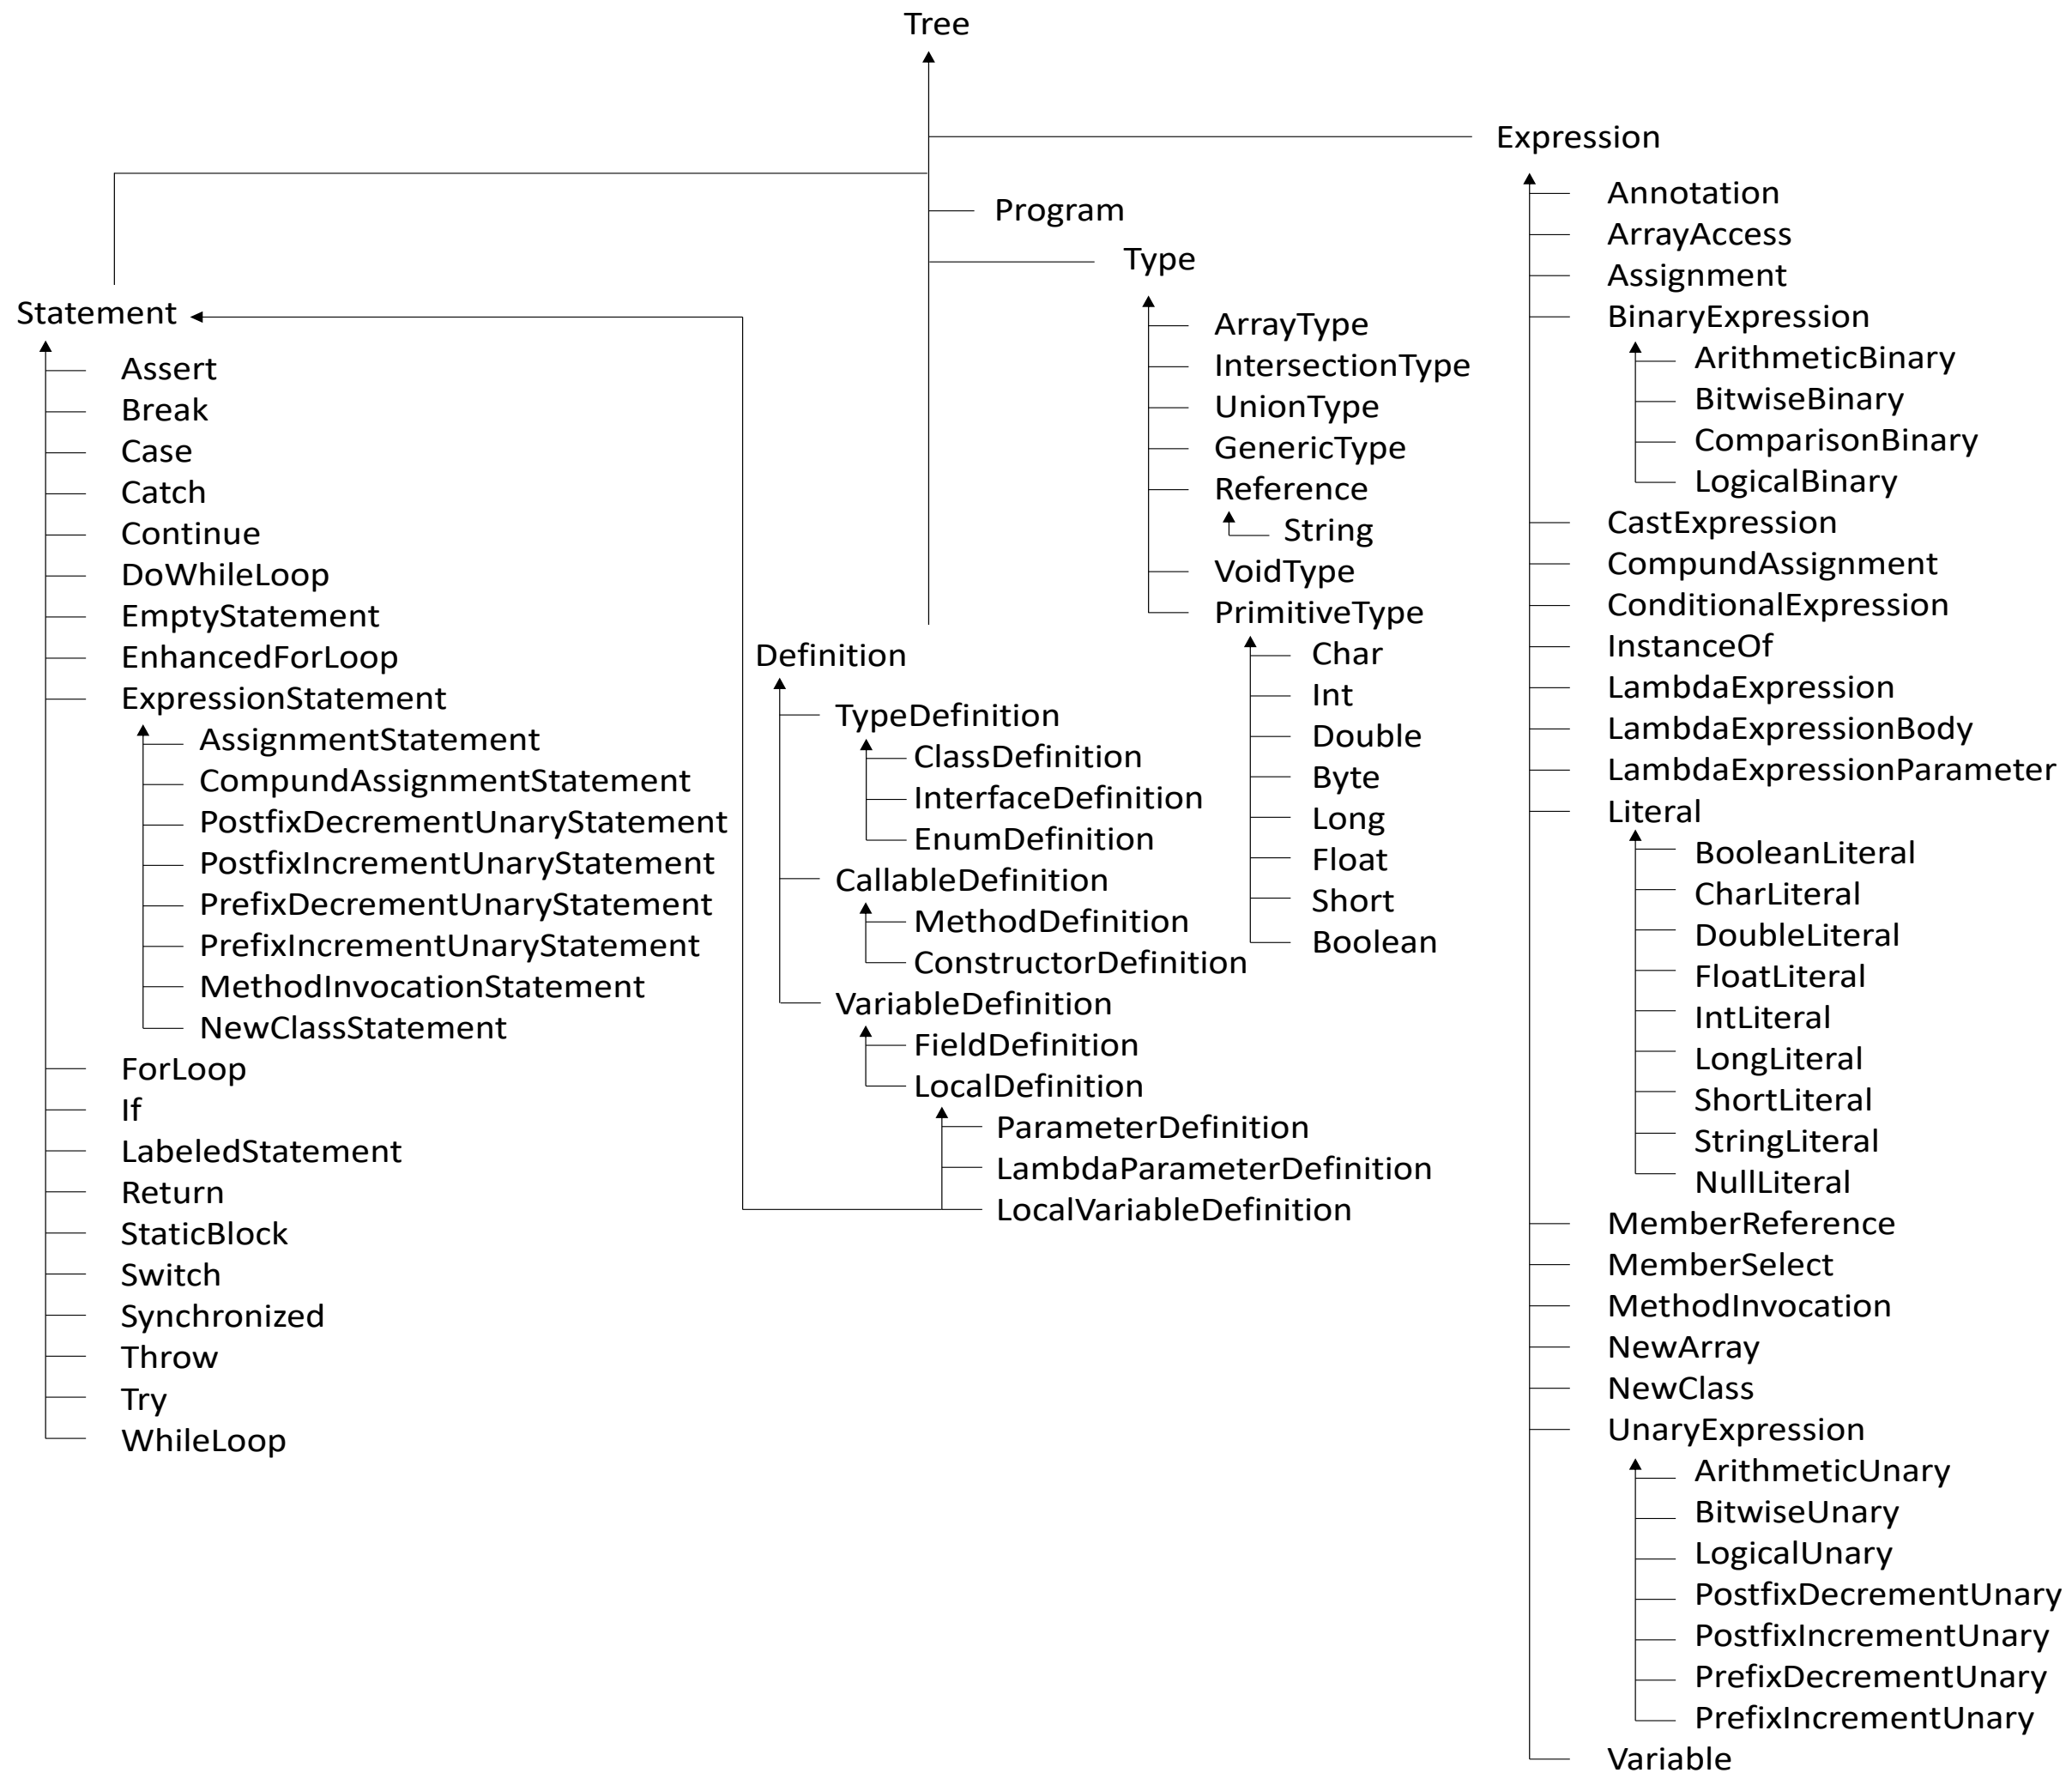 Tree
Expression
Annotation
ArrayAccess
Assignment
BinaryExpression
ArithmeticBinary
BitwiseBinary
ComparisonBinary
LogicalBinary
CastExpression
CompundAssignment
ConditionalExpression
InstanceOf
LambdaExpression
LambdaExpressionBody
LambdaExpressionParameter
Literal
BooleanLiteral
CharLiteral
DoubleLiteral
FloatLiteral
IntLiteral
LongLiteral
ShortLiteral
StringLiteral
NullLiteral
MemberReference
MemberSelect
MethodInvocation
NewArray
NewClass
UnaryExpression
ArithmeticUnary
BitwiseUnary
LogicalUnary
PostfixDecrementUnary
PostfixIncrementUnary
PrefixDecrementUnary
PrefixIncrementUnary
Variable
Program
Type
ArrayType
IntersectionType
UnionType
GenericType
Reference
String
VoidType
PrimitiveType
Char
Int
Double
Byte
Long
Float
Short
Boolean
Statement
Assert
Break
Case
Catch
Continue
DoWhileLoop
EmptyStatement
EnhancedForLoop
ExpressionStatement
AssignmentStatement
CompundAssignmentStatement
PostfixDecrementUnaryStatement
PostfixIncrementUnaryStatement
PrefixDecrementUnaryStatement
PrefixIncrementUnaryStatement
MethodInvocationStatement
NewClassStatement
ForLoop
If
LabeledStatement
Return
StaticBlock
Switch
Synchronized
Throw
Try
WhileLoop
Definition
TypeDefinition
ClassDefinition
InterfaceDefinition
EnumDefinition
CallableDefinition
MethodDefinition
ConstructorDefinition
VariableDefinition
FieldDefinition
LocalDefinition
ParameterDefinition
LambdaParameterDefinition
LocalVariableDefinition